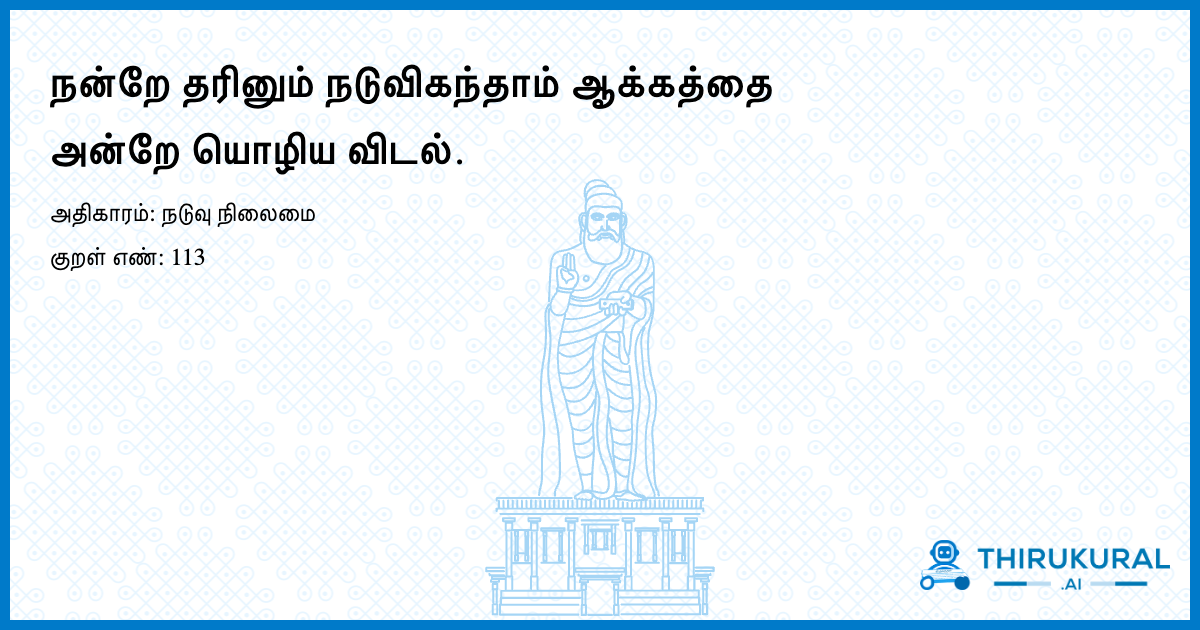 நன்றே தரினும் நடுவிகந்தாம் ஆக்கத்தை
அன்றே யொழிய விடல்.
அதிகாரம்: நடுவு நிலைமை
குறள் எண்: 113
THIRUKURAL
.AI